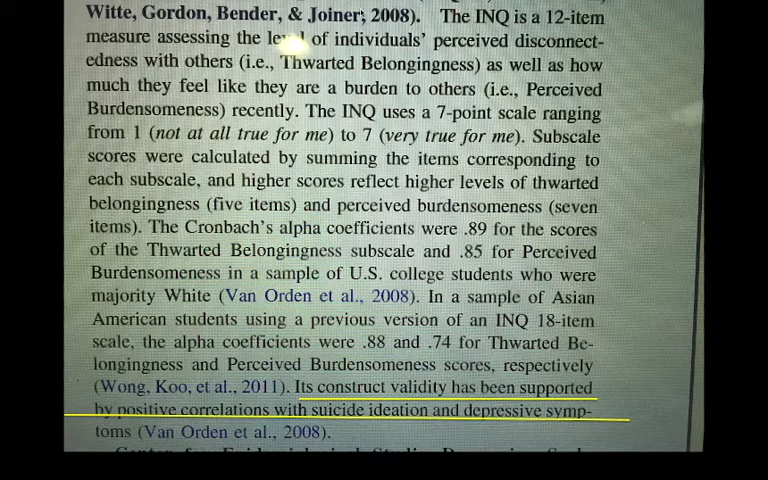 Witte, Gordon, Bender, & Joiner, 2008). The INQ is a 12-item
measure assessing the of individuals' perceived disconnect-
edness with others (i.e., Thwarted Belongingness) as well as how
much they feel like they are a burden to others (i.e., Perceived
Burdensomeness) recently. The INQ uses a 7-point scale ranging
from 1 (not at all true for me) to 7 (very true for me). Subscale
scores were calculated by summing the items corresponding to
each subscale, and higher scores reflect higher levels of thwarted
belongingness (five items) and perceived burdensomeness (seven
items). The Cronbach's alpha coefficients were .89 for the scores
of the Thwarted Belongingness subscale and .85 for Perceived
Burdensomeness in a sample of U.S. college students who were
majority White (Van Orden et al., 2008). In a sample of Asian
American students using a previous version of an INQ 18-item
scale, the alpha coefficients were .88 and .74 for Thwarted Be-
longingness and Perceived Burdensomeness scores, respectively
(Wong, Koo, et al., 2011). Its construct validity has been supported
by positive correlations with suicide ideation and depressive symp-
toms (Van Orden et al., 2008).